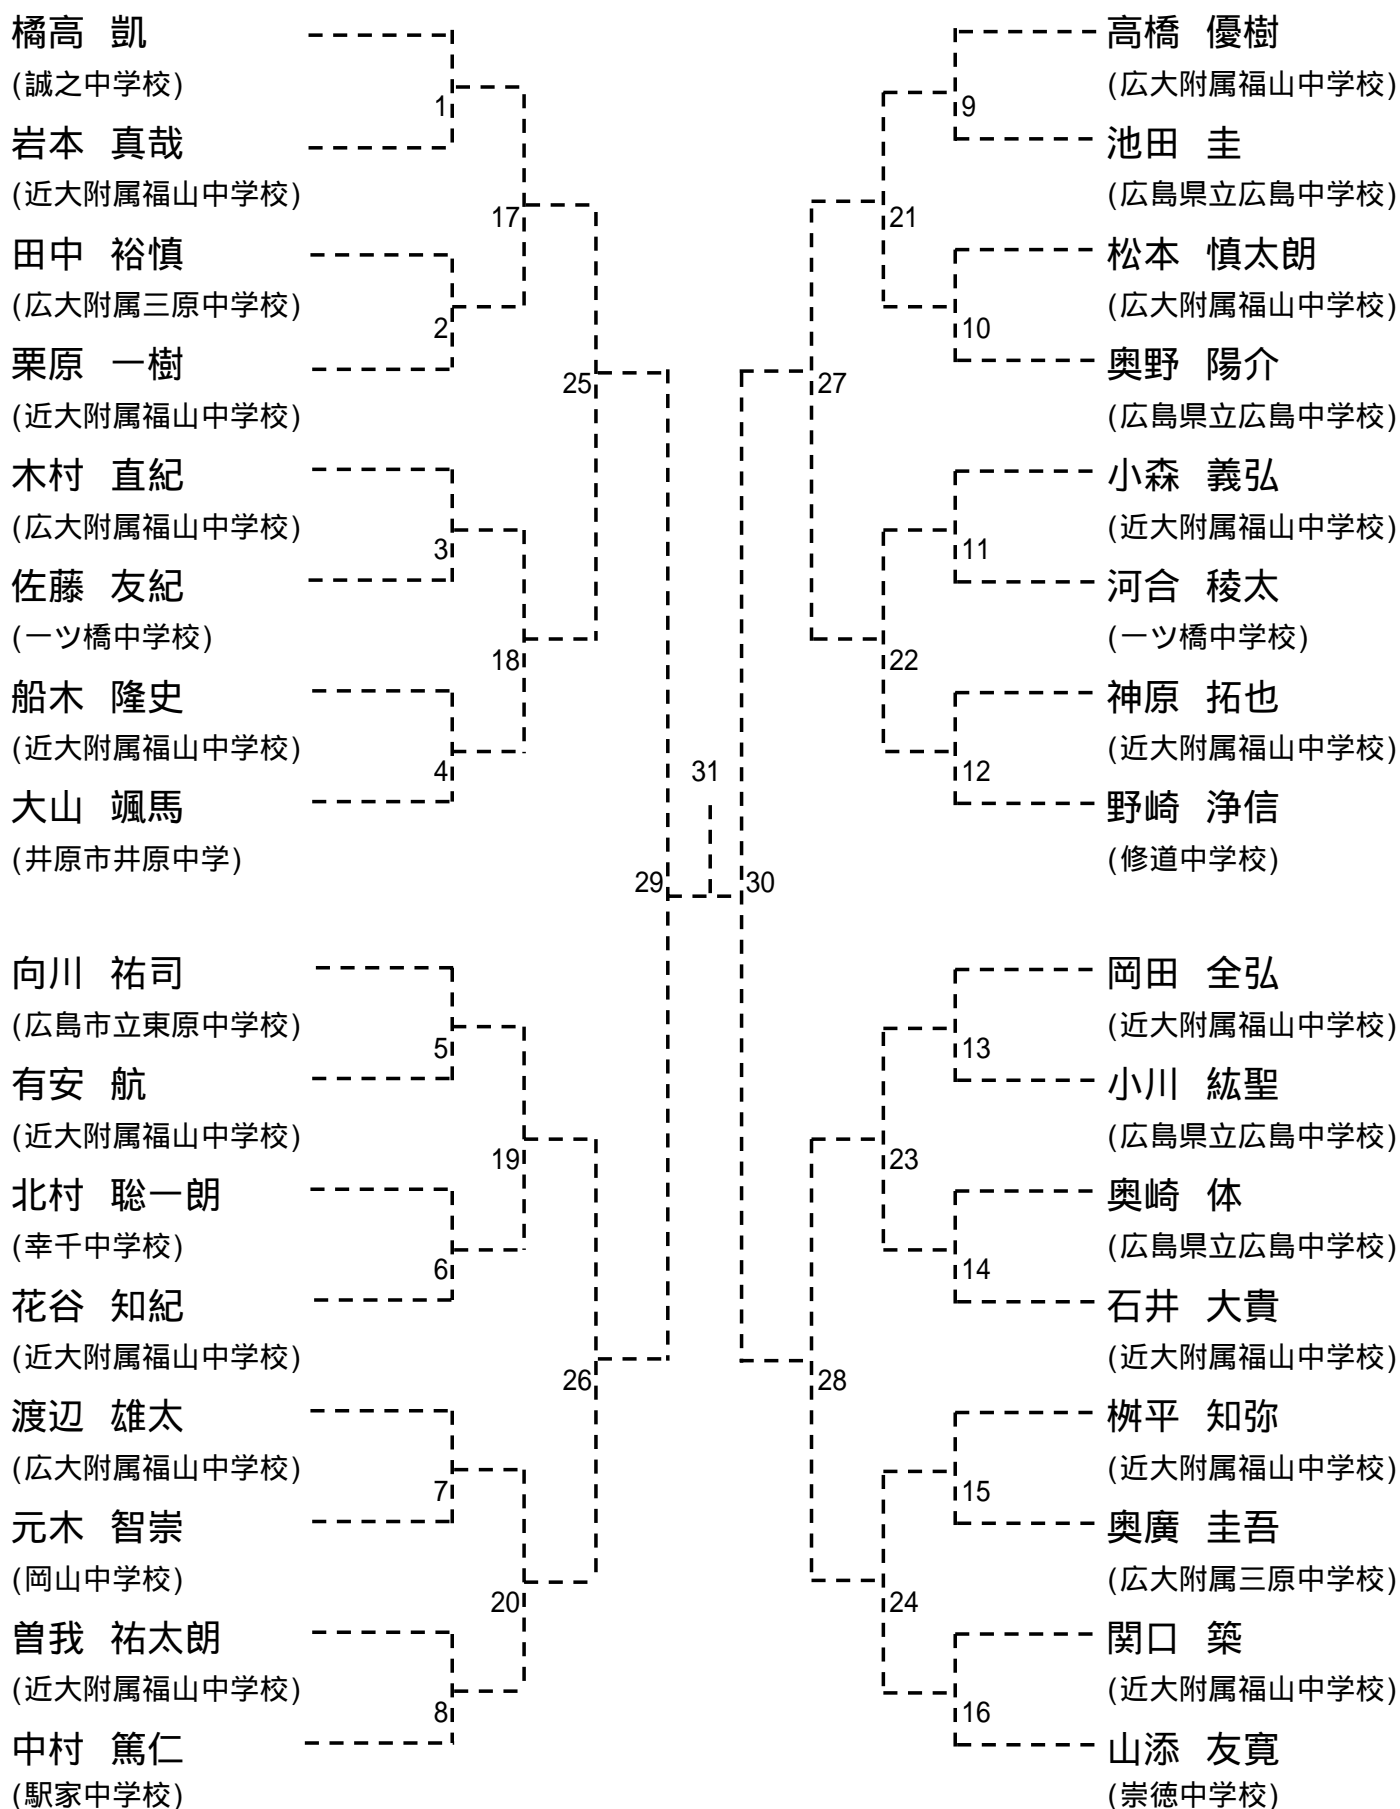 橘高 凱
(誠之中学校)
1
岩本 真哉
(近大附属福山中学校)
17
田中 裕慎
(広大附属三原中学校)
2
栗原 一樹
(近大附属福山中学校)
25
木村 直紀
(広大附属福山中学校)
3
佐藤 友紀
(一ツ橋中学校)
18
船木 隆史
(近大附属福山中学校)
4
大山 颯馬
(井原市井原中学)
29
31
30
向川 祐司
(広島市立東原中学校)
5
有安 航
(近大附属福山中学校)
19
北村 聡一朗
(幸千中学校)
6
花谷 知紀
(近大附属福山中学校)
26
渡辺 雄太
(広大附属福山中学校)
7
元木 智崇
(岡山中学校)
20
曽我 祐太朗
(近大附属福山中学校)
8
中村 篤仁
(駅家中学校)
高橋 優樹
(広大附属福山中学校)
9
池田 圭
(広島県立広島中学校)
21
松本 慎太朗
(広大附属福山中学校)
10
奥野 陽介
(広島県立広島中学校)
27
小森 義弘
(近大附属福山中学校)
11
河合 稜太
(一ツ橋中学校)
22
神原 拓也
(近大附属福山中学校)
12
野崎 浄信
(修道中学校)
岡田 全弘
(近大附属福山中学校)
13
小川 紘聖
(広島県立広島中学校)
23
奥崎 体
(広島県立広島中学校)
14
石井 大貴
(近大附属福山中学校)
28
桝平 知弥
(近大附属福山中学校)
15
奥廣 圭吾
(広大附属三原中学校)
24
関口 築
(近大附属福山中学校)
16
山添 友寛
(崇徳中学校)